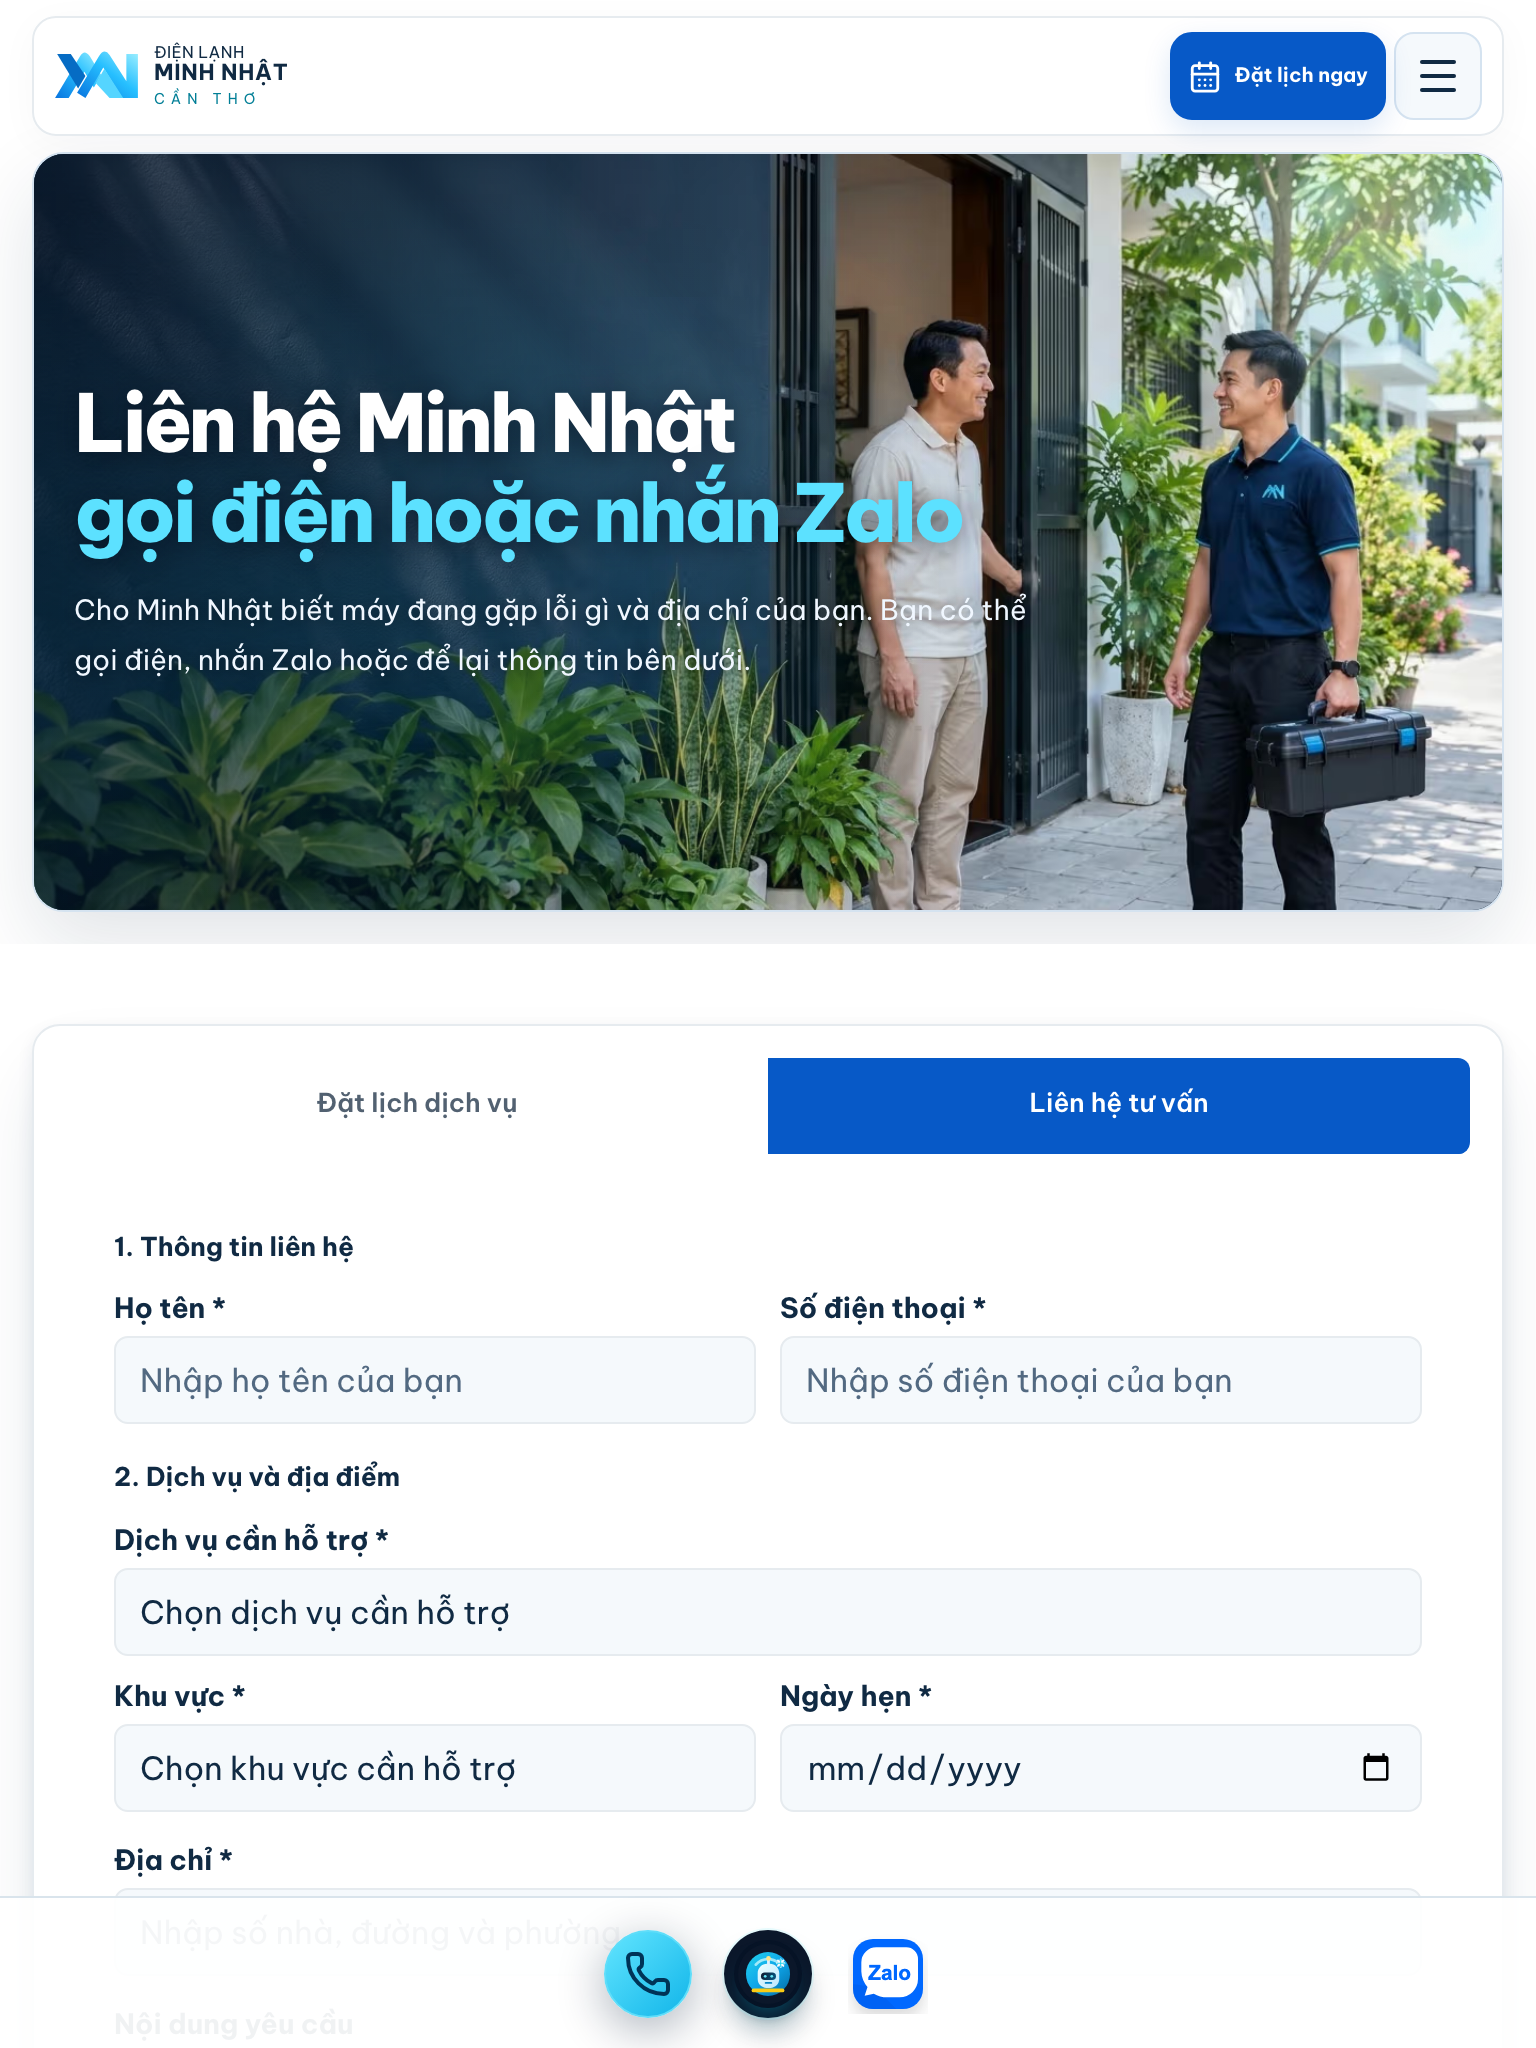 ĐIỆN LẠNH
MINH NHẬT
CẦN THƠ
Đặt lịch ngay
Liên hệ Minh Nhật
gọi điện hoặc nhắn Zalo
Cho Minh Nhật biết máy đang gặp lỗi gì và địa chỉ của bạn. Bạn có thể
gọi điện, nhắn Zalo hoặc để lại thông tin bên dưới.
Đặt lịch dịch vụ
Liên hệ tư vấn
1. Thông tin liên hệ
Họ tên *
Số điện thoại *
Nhập họ tên của bạn
Nhập số điện thoại của bạn
2. Dịch vụ và địa điểm
Dịch vụ cần hỗ trợ *
Chọn dịch vụ cần hỗ trợ
Khu vực *
Ngày hẹn *
Chọn khu vực cần hỗ trợ
mm/dd/yyyy
Địa chỉ *
Nhập số nhà, đường và phường
Zalo
Nội dung yêu cầu